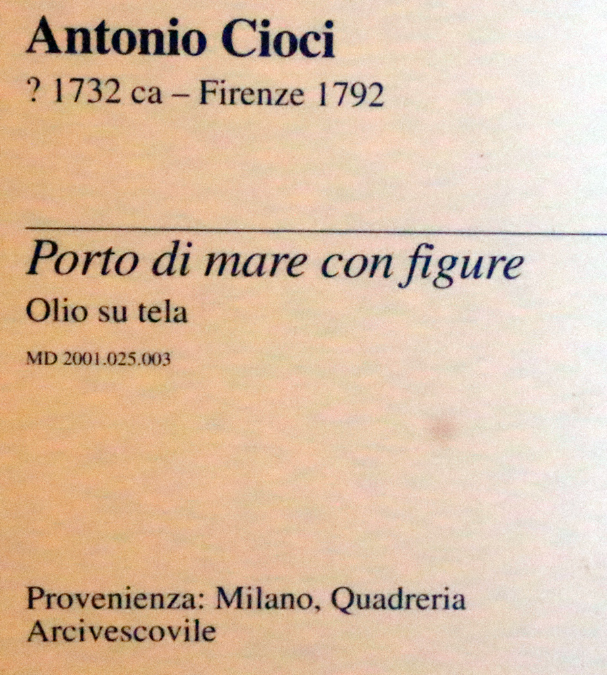 Antonio Cioci
? 1732 ca – Firenze 1792
Porto di mare con figure
Olio su tela
MD 2001.025.003
Provenienza: Milano, Quadreria
Arcivescovile